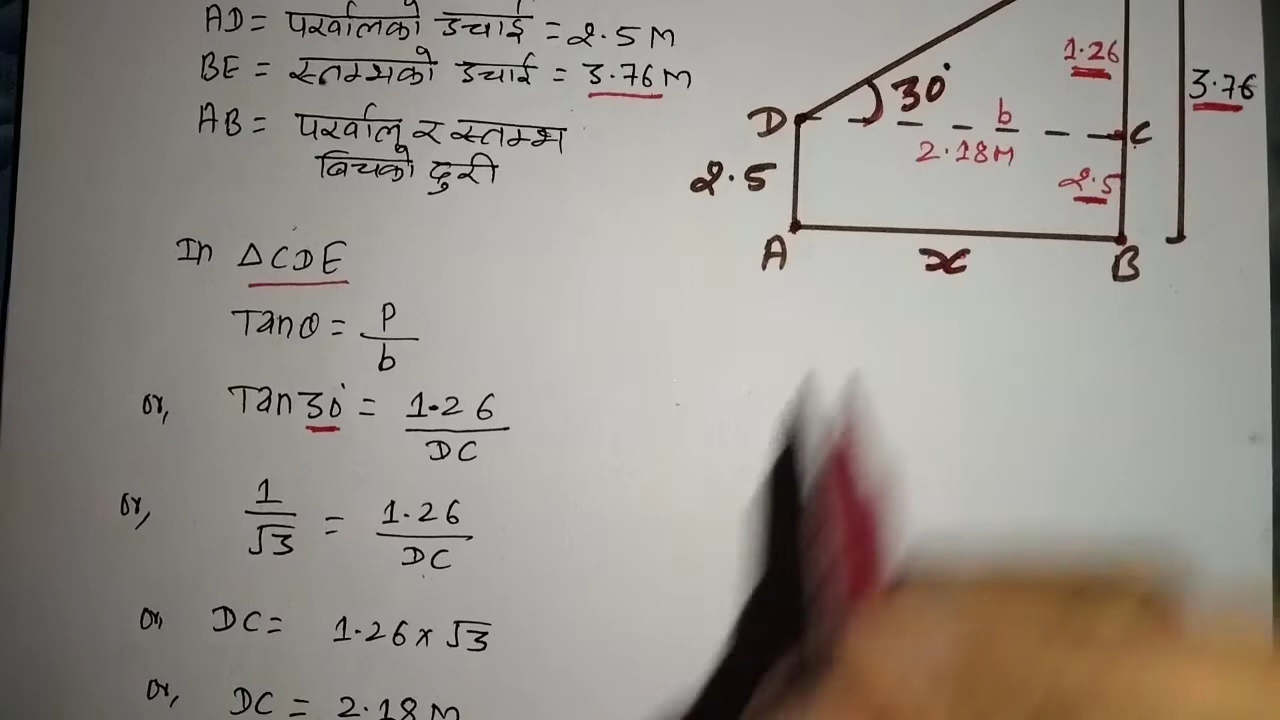 AD = पर्खालको उचाई = 2.5 M
BE = स्तम्भको उचाई = 3.76 M
AB = पर्खाल र स्तम्भ
बिचको दुरी
In ΔCDE
Tanθ = P/b
or, Tan30° = 1.26/DC
or, 1/√3 = 1.26/DC
or, DC = 1.26 × √3
or, DC = 2.18 M
1.26
30°
3.76
D
b
C
2.18M
2.5
2.5
A
x
B